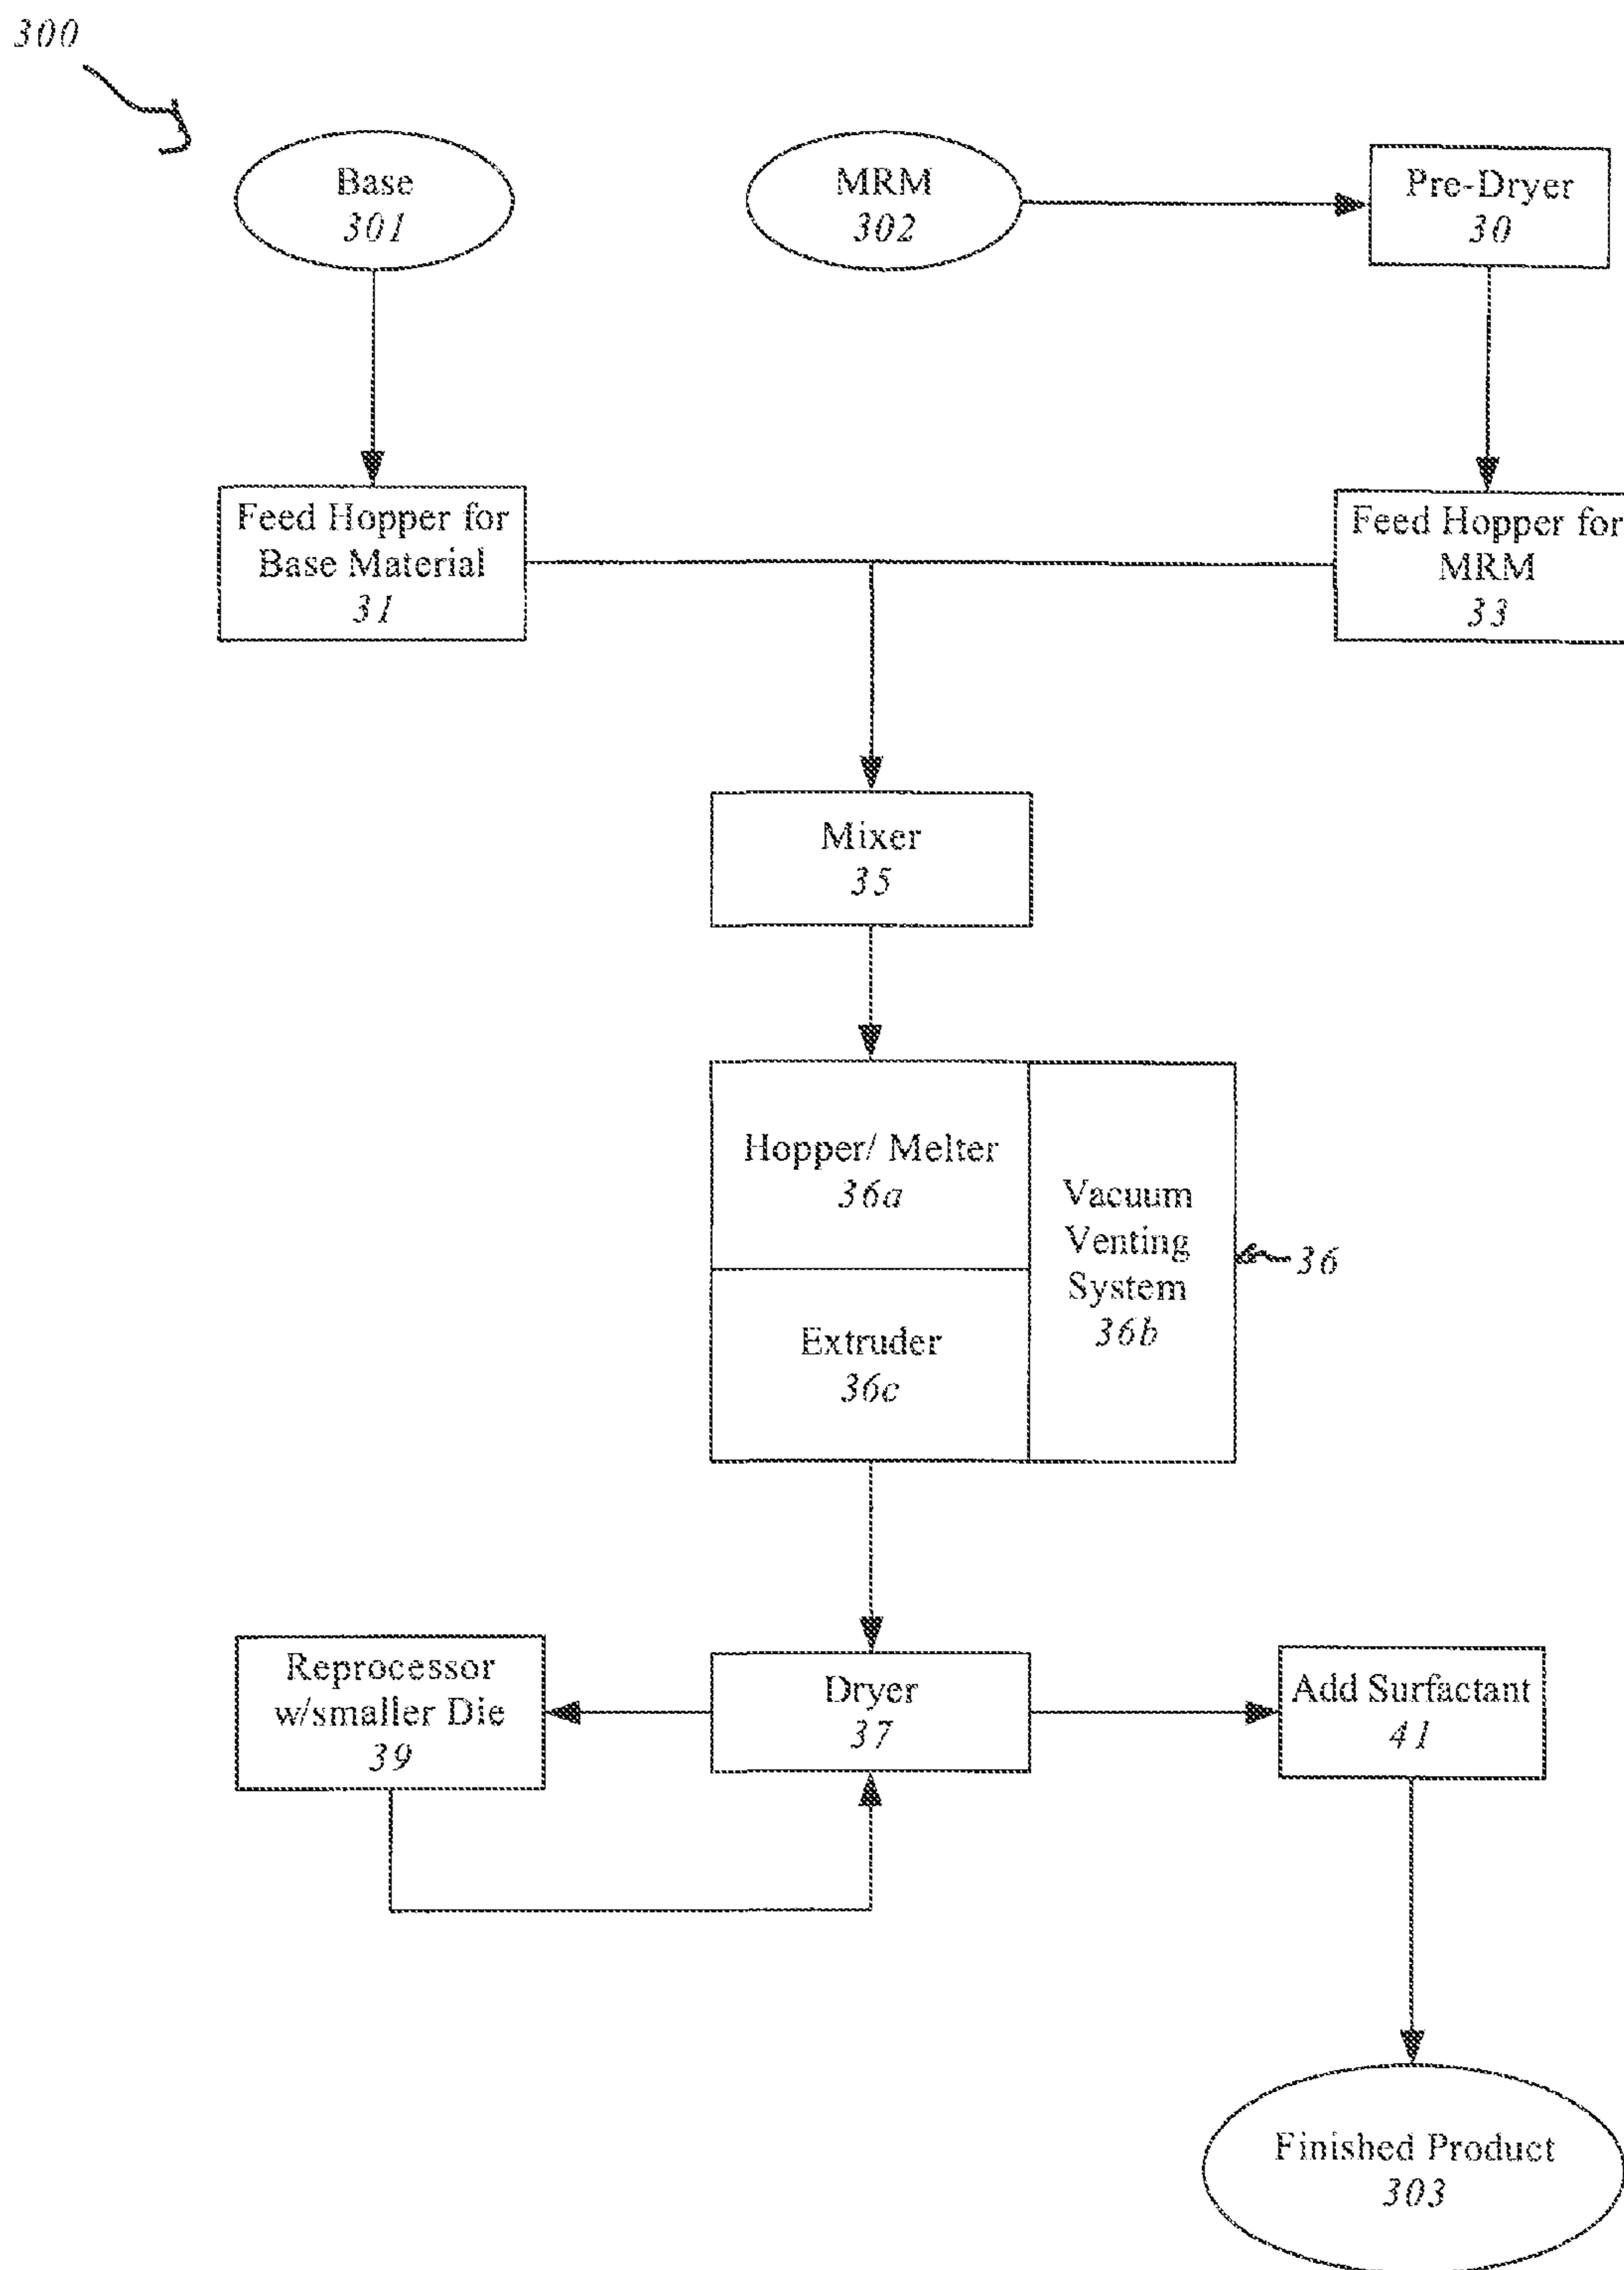 300
Base
301
MRM
302
Pre-Dryer
30
Feed Hopper for
Base Material
31
Feed Hopper for
MRM
33
Mixer
35
Hopper/ Melter
36a
Vacuum
Venting
System
36b
36
Extruder
36c
Reprocessor
w/smaller Die
39
Dryer
37
Add Surfactant
41
Finished Product
303